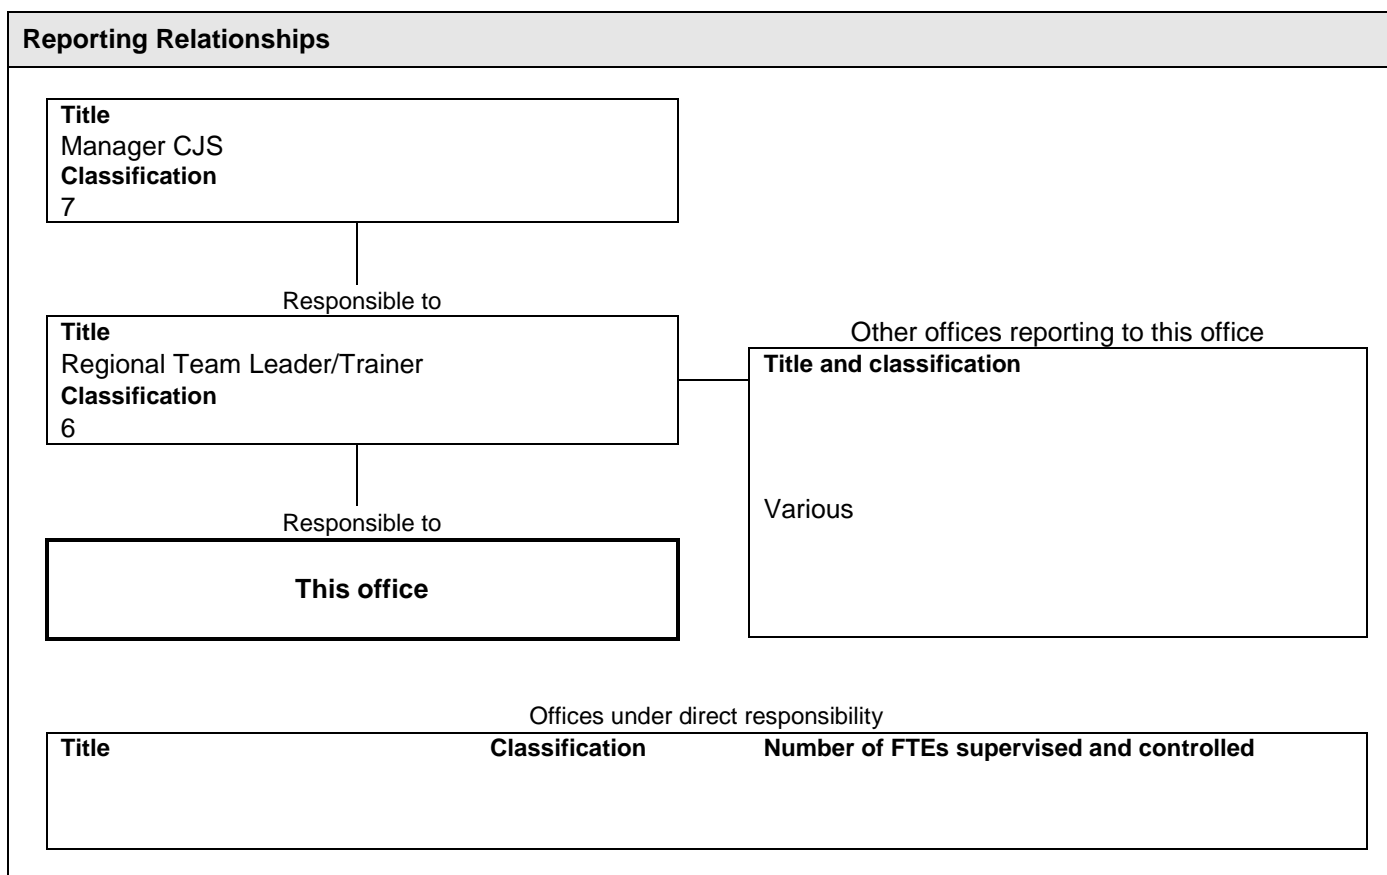 Reporting Relationships
Title
Manager CJS
Classification
7
Responsible to
Title
Regional Team Leader/Trainer
Classification
6
Other offices reporting to this office
Title and classification
Various
Responsible to
This office
Offices under direct responsibility
Title Classification Number of FTEs supervised and controlled